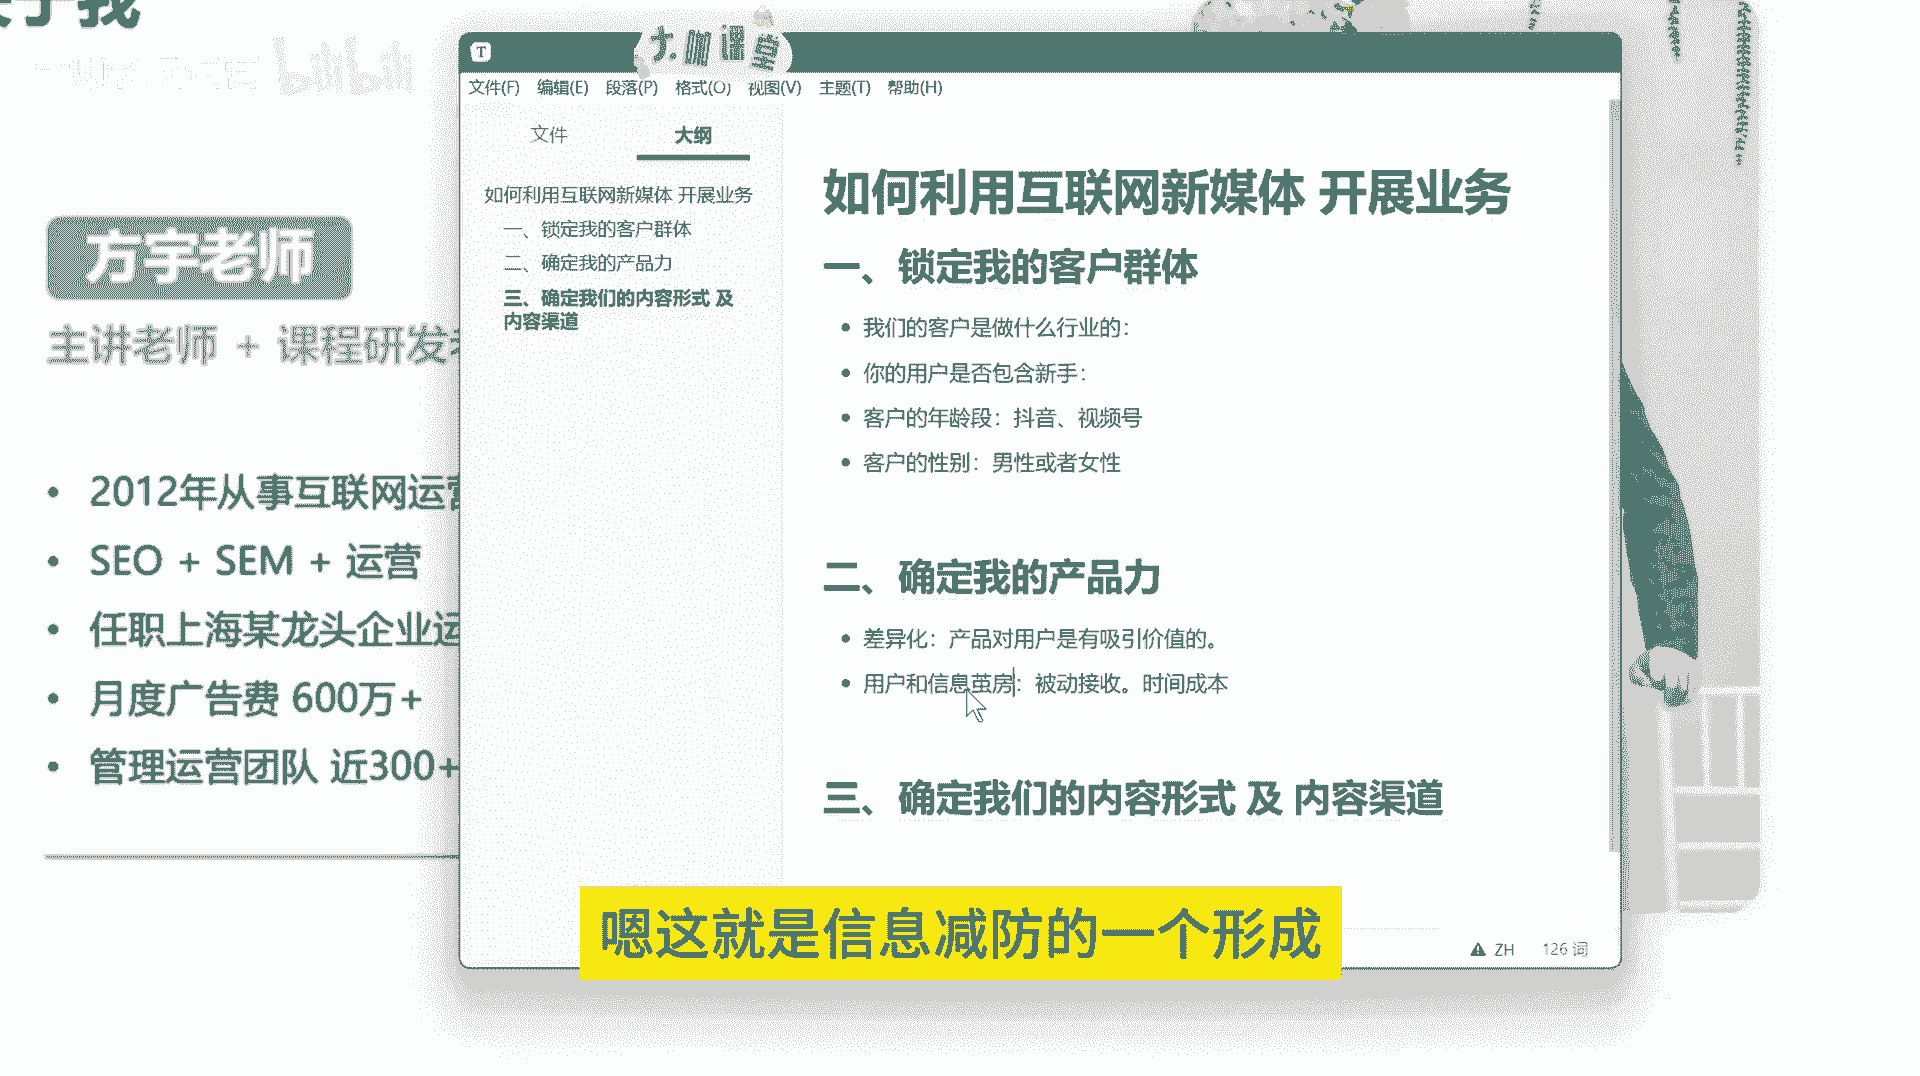 于我
bilibili
方宇老师
主讲老师 + 课程研发
2012年从事互联网运营
SEO + SEM + 运营
任职上海某龙头企业运
月度广告费 600万+
管理运营团队 近300+
大咖课堂
T
文件(F) 编辑(E) 段落(P) 格式(O) 视图(V) 主题(T) 帮助(H)
文件 大纲
如何利用互联网新媒体 开展业务
一、锁定我的客户群体
二、确定我的产品力
三、确定我们的内容形式 及
内容渠道
如何利用互联网新媒体 开展业务
一、锁定我的客户群体
我们的客户是做什么行业的：
你的用户是否包含新手：
客户的年龄段：抖音、视频号
客户的性别：男性或者女性
二、确定我的产品力
差异化：产品对用户是有吸引价值的。
用户和信息茧房：被动接收。时间成本
三、确定我们的内容形式 及 内容渠道
ZH 126 词
嗯这就是信息减防的一个形成